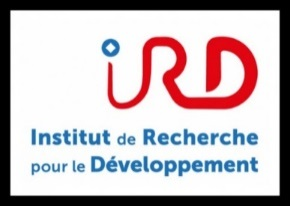 iRD
Institut de Recherche
pour le Développement